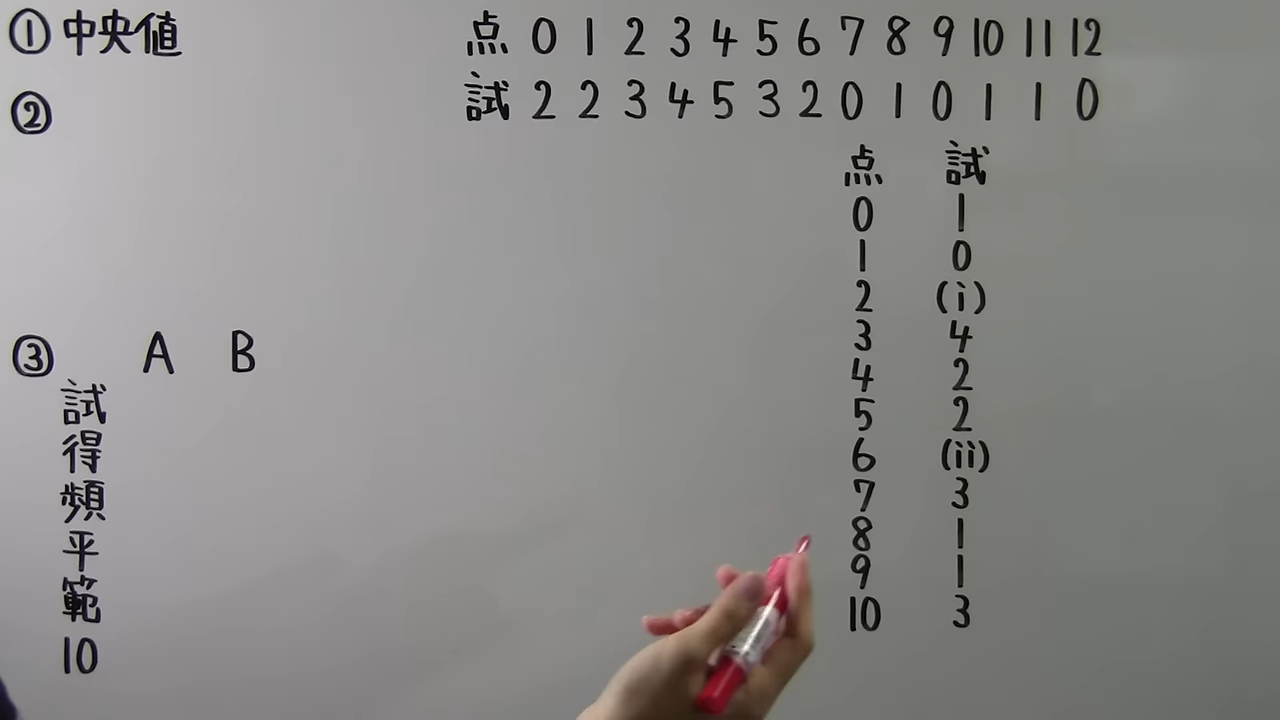 ①中央値
②
点 0 1 2 3 4 5 6 7 8 9 10 11 12
試 2 2 3 4 5 3 2 0 1 0 1 1 0
点 試
0 1
1 0
2 (i)
3 4
4 2
5 2
6 (ii)
7 3
8 1
9 1
10 3
③ A B
試
得
頻
平
範
10